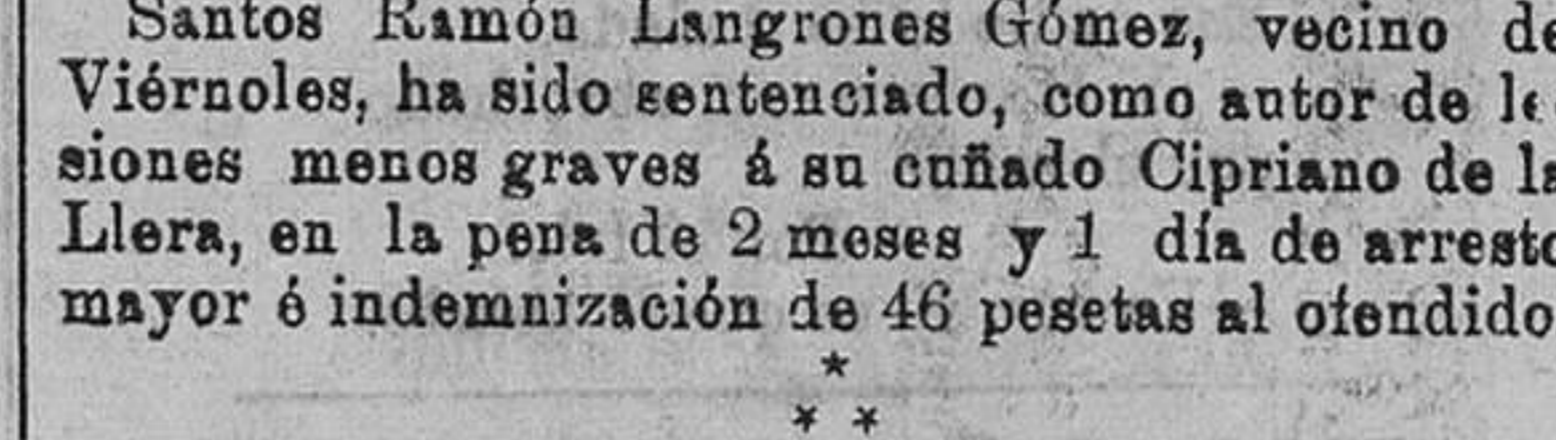 Santos Ramón Langrones Gómez, vecino de
Viérnoles, ha sido sentenciado, como autor de le
siones menos graves á su cuñado Cipriano de la
Llera, en la pena de 2 meses y 1 día de arresto
mayor é indemnización de 46 pesetas al ofendido
*
* *